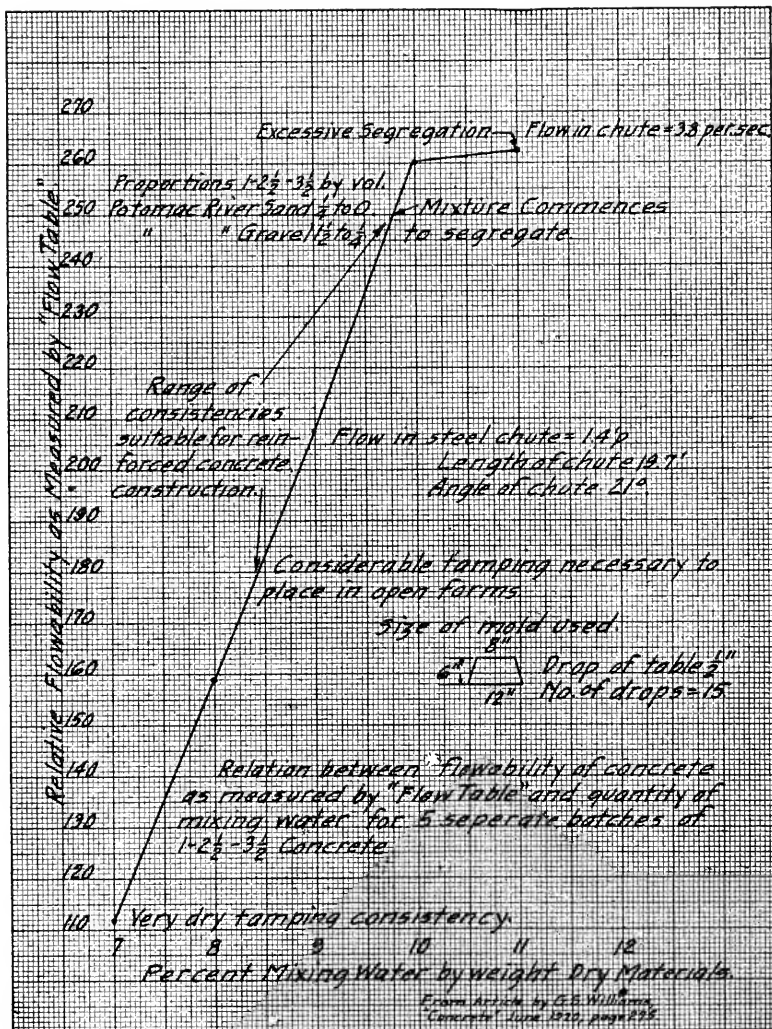 270
260
250
240
230
220
210
200
190
180
170
160
150
140
130
120
110
Relative Flowability as Measured by "Flow Table".
Excessive Segregation
Flow in chute = 3.8 per.sec.
Proportions 1-2½-3½ by vol.
Potomac River Sand ¼ to 0.
" " Gravel 1½ to ¼
Mixture Commences
to segregate
Range of
consistencies
suitable for rein-
forced concrete
construction.
Flow in steel chute = 1.4'p.
Length of chute 19.7'
Angle of chute 21°
Considerable tamping necessary to
place in open forms.
Size of mold used.
8"
6"
12"
Drop of table ½"
No. of drops = 15
Relation between "flowability of concrete
as measured by "Flow Table" and quantity of
mixing water for 5 seperate batches of
1-2½-3½ Concrete
Very dry tamping consistency.
7 8 9 10 11 12
Percent Mixing Water by weight Dry Materials.
From Article by G.S. Williams,
"Concrete" June 1920, page 275